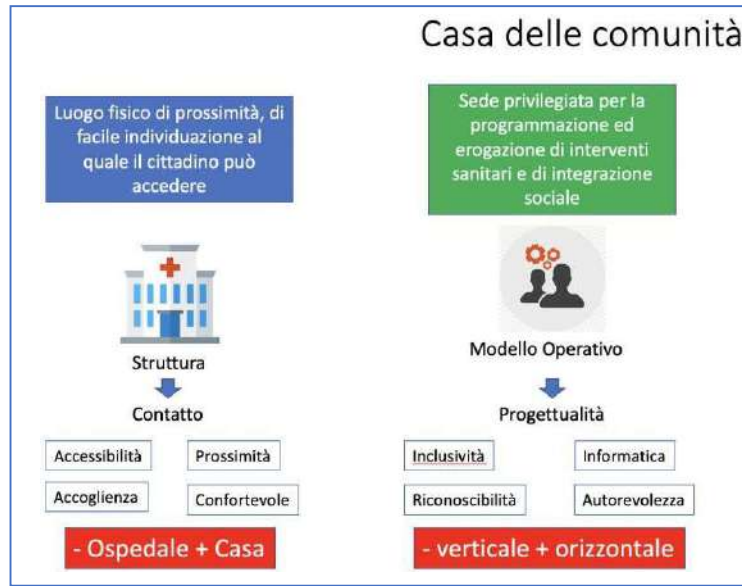 Casa delle comunità
Luogo fisico di prossimità, di
facile individuazione al
quale il cittadino può
accedere
Sede privilegiata per la
programmazione ed
erogazione di interventi
sanitari e di integrazione
sociale
Struttura
Modello Operativo
Contatto
Progettualità
Accessibilità
Prossimità
Accoglienza
Confortevole
Inclusività
Informatica
Riconoscibilità
Autorevolezza
- Ospedale + Casa
- verticale + orizzontale